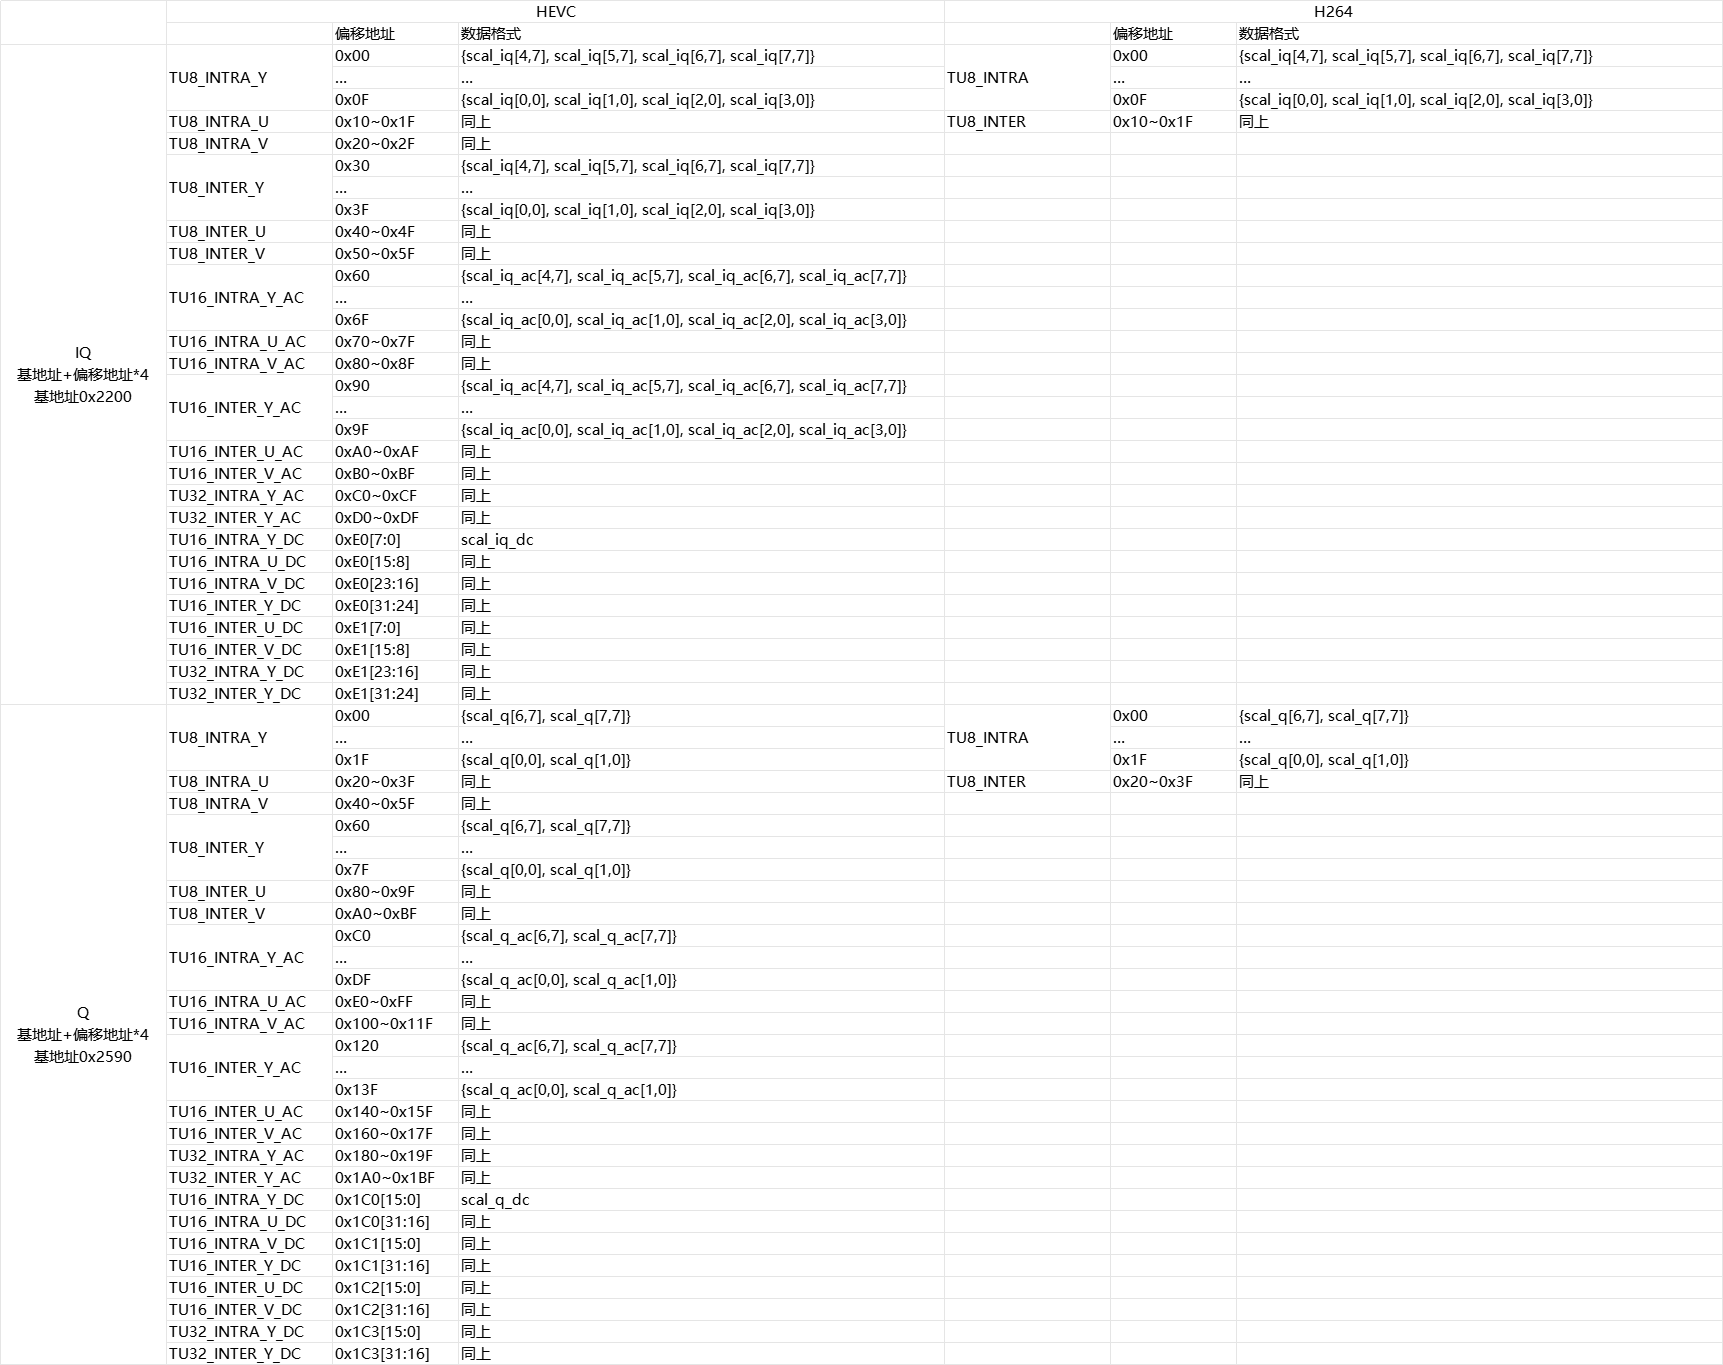 HEVC H264
偏移地址 数据格式 偏移地址 数据格式
IQ
基地址+偏移地址*4
基地址0x2200
TU8_INTRA_Y 0x00 {scal_iq[4,7], scal_iq[5,7], scal_iq[6,7], scal_iq[7,7]} TU8_INTRA 0x00 {scal_iq[4,7], scal_iq[5,7], scal_iq[6,7], scal_iq[7,7]}
... ... ... ...
0x0F {scal_iq[0,0], scal_iq[1,0], scal_iq[2,0], scal_iq[3,0]} 0x0F {scal_iq[0,0], scal_iq[1,0], scal_iq[2,0], scal_iq[3,0]}
TU8_INTRA_U 0x10~0x1F 同上 TU8_INTER 0x10~0x1F 同上
TU8_INTRA_V 0x20~0x2F 同上
TU8_INTER_Y 0x30 {scal_iq[4,7], scal_iq[5,7], scal_iq[6,7], scal_iq[7,7]}
... ...
0x3F {scal_iq[0,0], scal_iq[1,0], scal_iq[2,0], scal_iq[3,0]}
TU8_INTER_U 0x40~0x4F 同上
TU8_INTER_V 0x50~0x5F 同上
TU16_INTRA_Y_AC 0x60 {scal_iq_ac[4,7], scal_iq_ac[5,7], scal_iq_ac[6,7], scal_iq_ac[7,7]}
... ...
0x6F {scal_iq_ac[0,0], scal_iq_ac[1,0], scal_iq_ac[2,0], scal_iq_ac[3,0]}
TU16_INTRA_U_AC 0x70~0x7F 同上
TU16_INTRA_V_AC 0x80~0x8F 同上
TU16_INTER_Y_AC 0x90 {scal_iq_ac[4,7], scal_iq_ac[5,7], scal_iq_ac[6,7], scal_iq_ac[7,7]}
... ...
0x9F {scal_iq_ac[0,0], scal_iq_ac[1,0], scal_iq_ac[2,0], scal_iq_ac[3,0]}
TU16_INTER_U_AC 0xA0~0xAF 同上
TU16_INTER_V_AC 0xB0~0xBF 同上
TU32_INTRA_Y_AC 0xC0~0xCF 同上
TU32_INTER_Y_AC 0xD0~0xDF 同上
TU16_INTRA_Y_DC 0xE0[7:0] scal_iq_dc
TU16_INTRA_U_DC 0xE0[15:8] 同上
TU16_INTRA_V_DC 0xE0[23:16] 同上
TU16_INTER_Y_DC 0xE0[31:24] 同上
TU16_INTER_U_DC 0xE1[7:0] 同上
TU16_INTER_V_DC 0xE1[15:8] 同上
TU32_INTRA_Y_DC 0xE1[23:16] 同上
TU32_INTER_Y_DC 0xE1[31:24] 同上
Q
基地址+偏移地址*4
基地址0x2590
TU8_INTRA_Y 0x00 {scal_q[6,7], scal_q[7,7]} TU8_INTRA 0x00 {scal_q[6,7], scal_q[7,7]}
... ... ... ...
0x1F {scal_q[0,0], scal_q[1,0]} 0x1F {scal_q[0,0], scal_q[1,0]}
TU8_INTRA_U 0x20~0x3F 同上 TU8_INTER 0x20~0x3F 同上
TU8_INTRA_V 0x40~0x5F 同上
TU8_INTER_Y 0x60 {scal_q[6,7], scal_q[7,7]}
... ...
0x7F {scal_q[0,0], scal_q[1,0]}
TU8_INTER_U 0x80~0x9F 同上
TU8_INTER_V 0xA0~0xBF 同上
TU16_INTRA_Y_AC 0xC0 {scal_q_ac[6,7], scal_q_ac[7,7]}
... ...
0xDF {scal_q_ac[0,0], scal_q_ac[1,0]}
TU16_INTRA_U_AC 0xE0~0xFF 同上
TU16_INTRA_V_AC 0x100~0x11F 同上
TU16_INTER_Y_AC 0x120 {scal_q_ac[6,7], scal_q_ac[7,7]}
... ...
0x13F {scal_q_ac[0,0], scal_q_ac[1,0]}
TU16_INTER_U_AC 0x140~0x15F 同上
TU16_INTER_V_AC 0x160~0x17F 同上
TU32_INTRA_Y_AC 0x180~0x19F 同上
TU32_INTER_Y_AC 0x1A0~0x1BF 同上
TU16_INTRA_Y_DC 0x1C0[15:0] scal_q_dc
TU16_INTRA_U_DC 0x1C0[31:16] 同上
TU16_INTRA_V_DC 0x1C1[15:0] 同上
TU16_INTER_Y_DC 0x1C1[31:16] 同上
TU16_INTER_U_DC 0x1C2[15:0] 同上
TU16_INTER_V_DC 0x1C2[31:16] 同上
TU32_INTRA_Y_DC 0x1C3[15:0] 同上
TU32_INTER_Y_DC 0x1C3[31:16] 同上